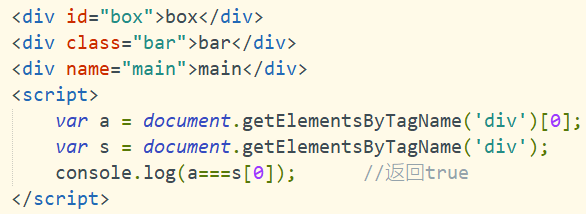 <div id="box">box</div>
<div class="bar">bar</div>
<div name="main">main</div>
<script>
var a = document.getElementsByTagName('div')[0];
var s = document.getElementsByTagName('div');
console.log(a===s[0]); //返回true
</script>